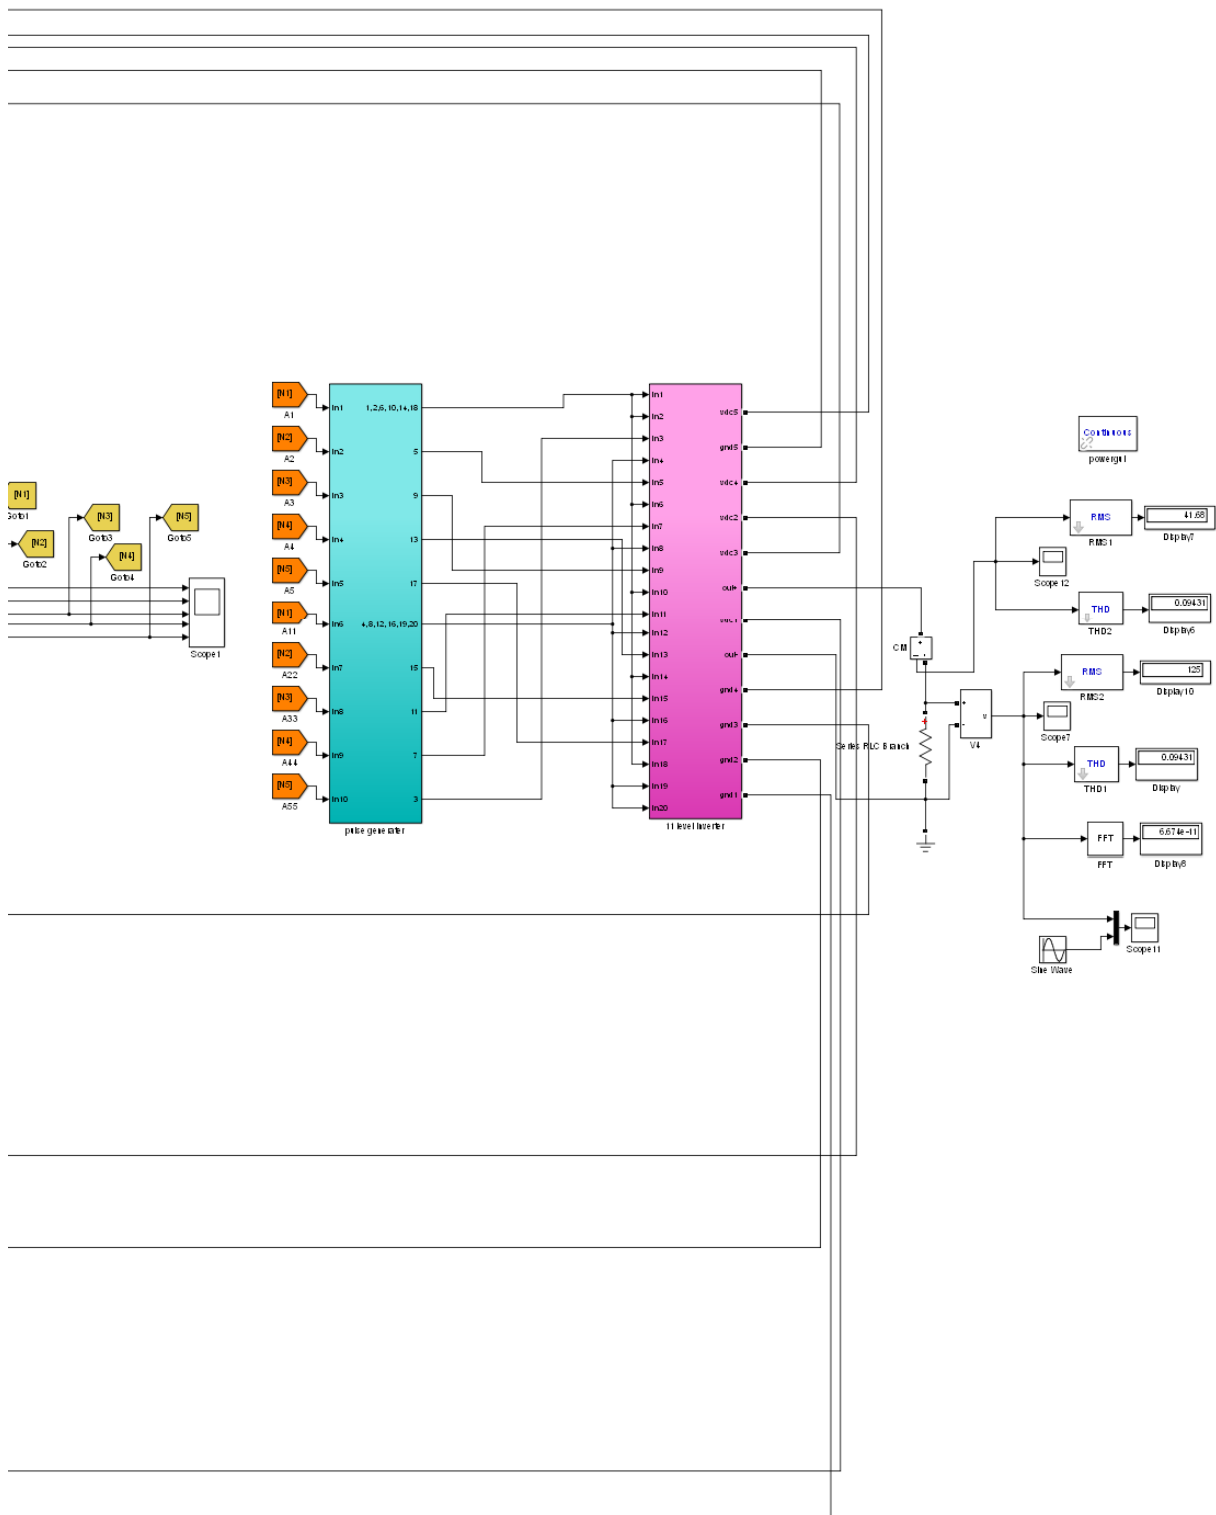 [N1]
Goto1
[N2]
Goto2
[N3]
Goto3
[N4]
Goto4
[N5]
Goto5
Scope1
[N1]
A1
[N2]
A2
[N3]
A3
[N4]
A4
[N5]
A5
[N1]
A11
[N2]
A22
[N3]
A33
[N4]
A44
[N5]
A55
In1
In2
In3
In4
In5
In6
In7
In8
In9
In10
1,2,6,10,14,18
5
9
13
17
4,8,12,16,19,20
15
11
7
3
pulse generater
In1
In2
In3
In4
In5
In6
In7
In8
In9
In10
In11
In12
In13
In14
In15
In16
In17
In18
In19
In20
vdc5
gnd5
vdc4
vdc2
vdc3
out+
vdc1
out-
gnd4
gnd3
gnd2
gnd1
11 level inverter
CM
+
-
i
Series RLC Branch
+
+
-
v
V4
Continuous
powergui
RMS
RMS1
41.68
Display7
Scope12
THD
THD2
0.09431
Display6
RMS
RMS2
125
Display10
Scope7
THD
THD1
0.09431
Display
FFT
FFT
6.674e-11
Display8
Sine Wave
Scope11